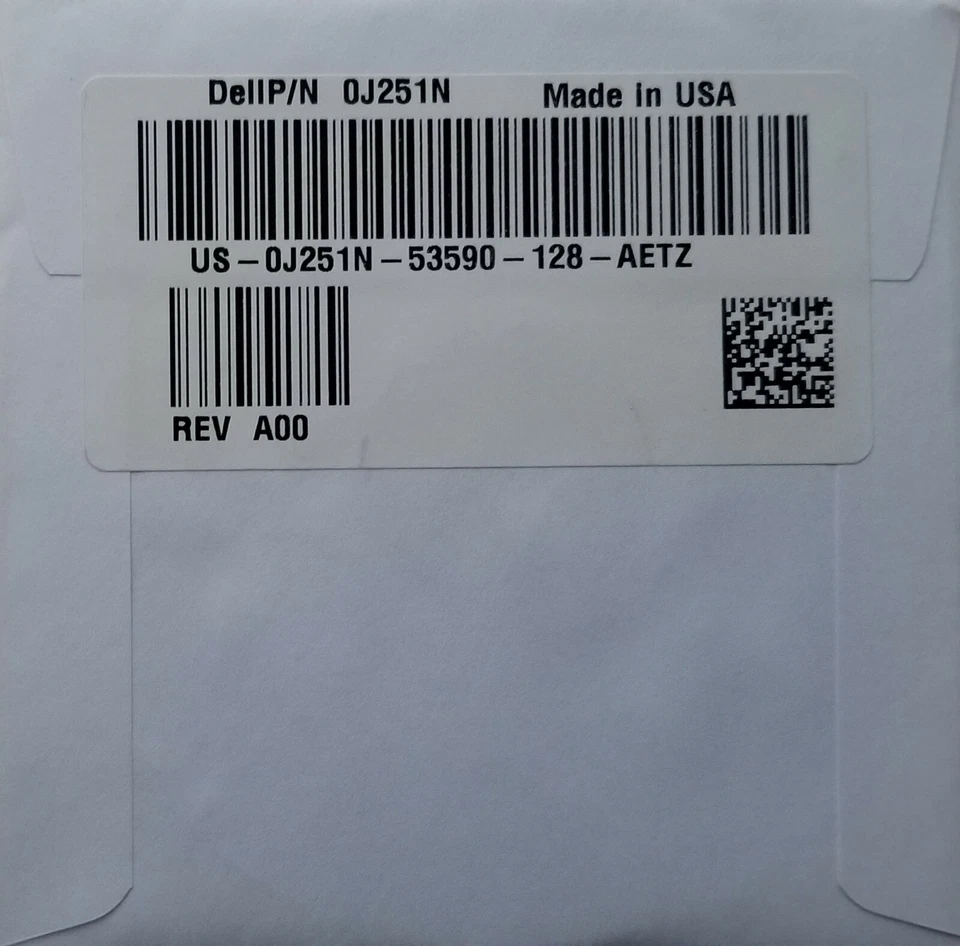 DellP/N 0J251N Made in USA
US-0J251N-53590-128-AETZ
REV A00